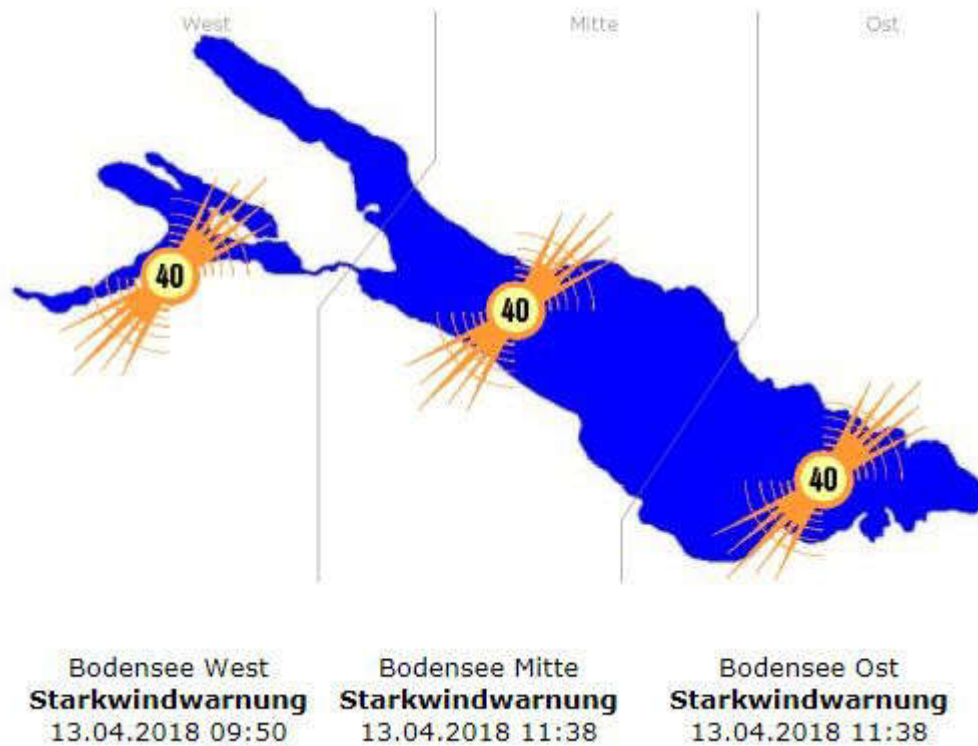 West
Mitte
Ost
40
40
40
Bodensee West
Starkwindwarnung
13.04.2018 09:50
Bodensee Mitte
Starkwindwarnung
13.04.2018 11:38
Bodensee Ost
Starkwindwarnung
13.04.2018 11:38